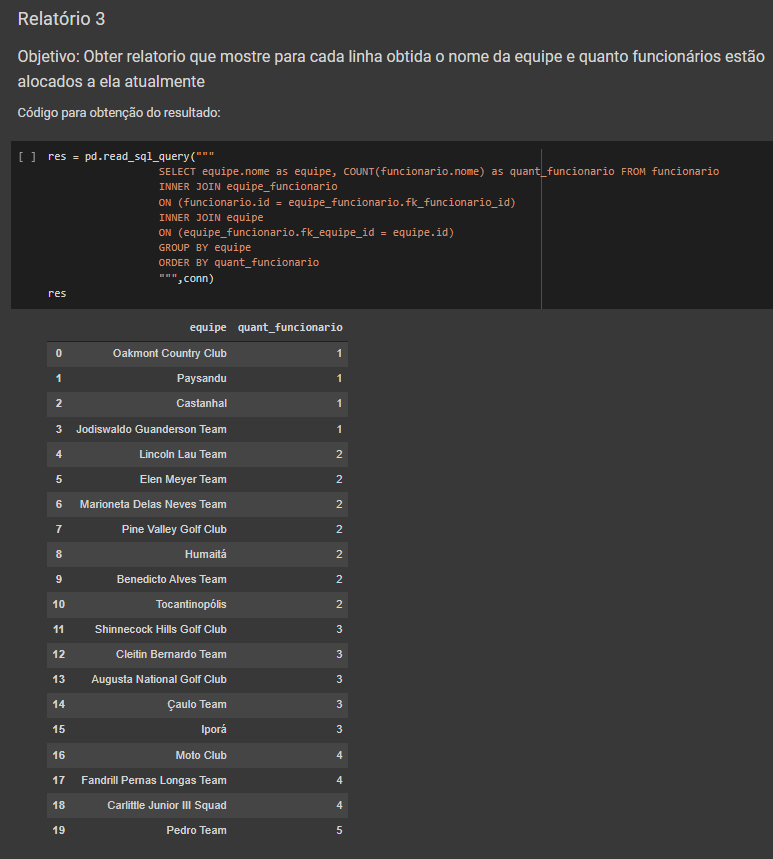 Relatório 3
Objetivo: Obter relatorio que mostre para cada linha obtida o nome da equipe e quanto funcionários estão
alocados a ela atualmente
Código para obtenção do resultado:
[ ] res = pd.read_sql_query("""
SELECT equipe.nome as equipe, COUNT(funcionario.nome) as quant_funcionario FROM funcionario
INNER JOIN equipe_funcionario
ON (funcionario.id = equipe_funcionario.fk_funcionario_id)
INNER JOIN equipe
ON (equipe_funcionario.fk_equipe_id = equipe.id)
GROUP BY equipe
ORDER BY quant_funcionario
""",conn)
res
equipe quant_funcionario
0 Oakmont Country Club 1
1 Paysandu 1
2 Castanhal 1
3 Jodiswaldo Guanderson Team 1
4 Lincoln Lau Team 2
5 Elen Meyer Team 2
6 Marioneta Delas Neves Team 2
7 Pine Valley Golf Club 2
8 Humaitá 2
9 Benedicto Alves Team 2
10 Tocantinopólis 2
11 Shinnecock Hills Golf Club 3
12 Cleitin Bernardo Team 3
13 Augusta National Golf Club 3
14 Çaulo Team 3
15 Iporá 3
16 Moto Club 4
17 Fandrill Pernas Longas Team 4
18 Carlittle Junior III Squad 4
19 Pedro Team 5